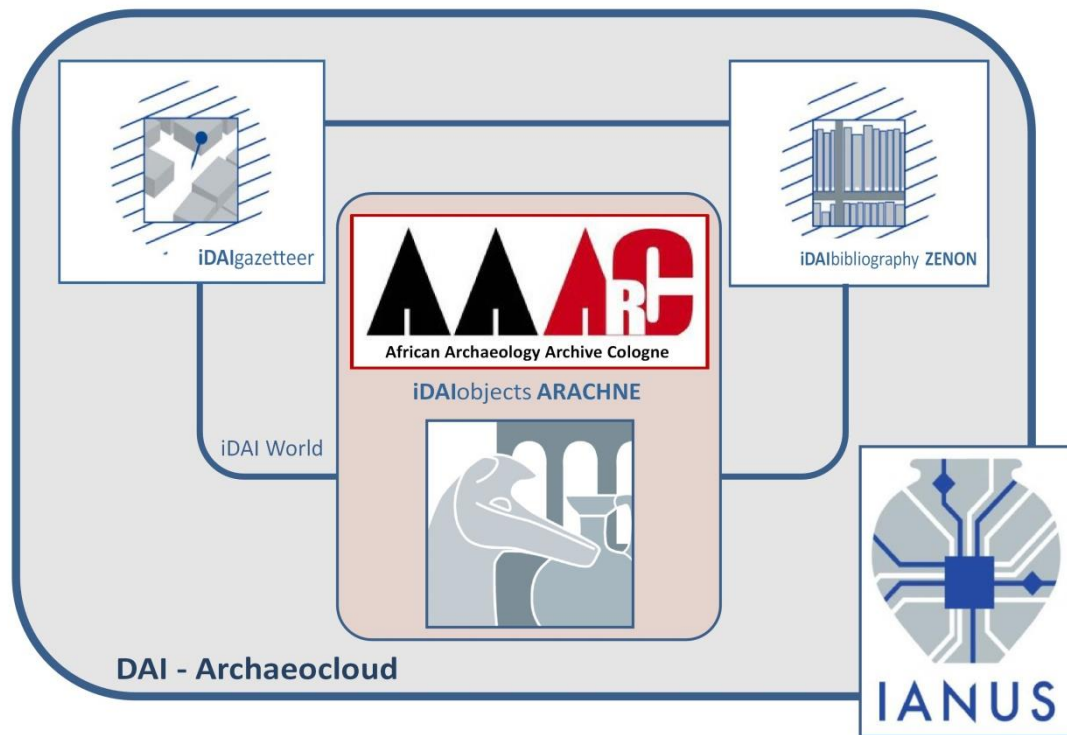 iDAIgazetteer
iDAIbibliography ZENON
AAARC
African Archaeology Archive Cologne
iDAIobjects ARACHNE
iDAI World
DAI - Archaeocloud
IANUS